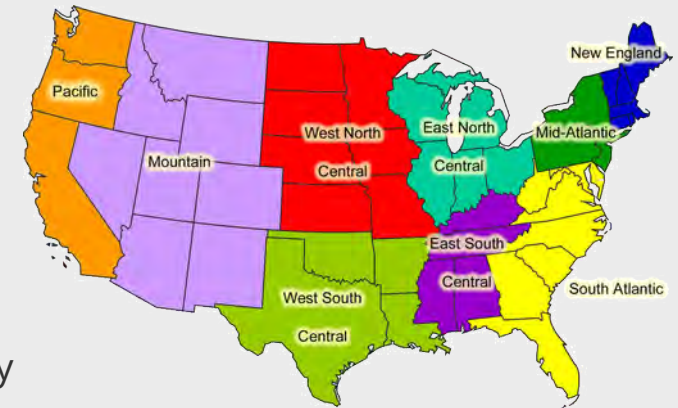 New England
Pacific
West North
Central
East North
Central
Mid-Atlantic
Mountain
East South
Central
South Atlantic
West South
Central
y